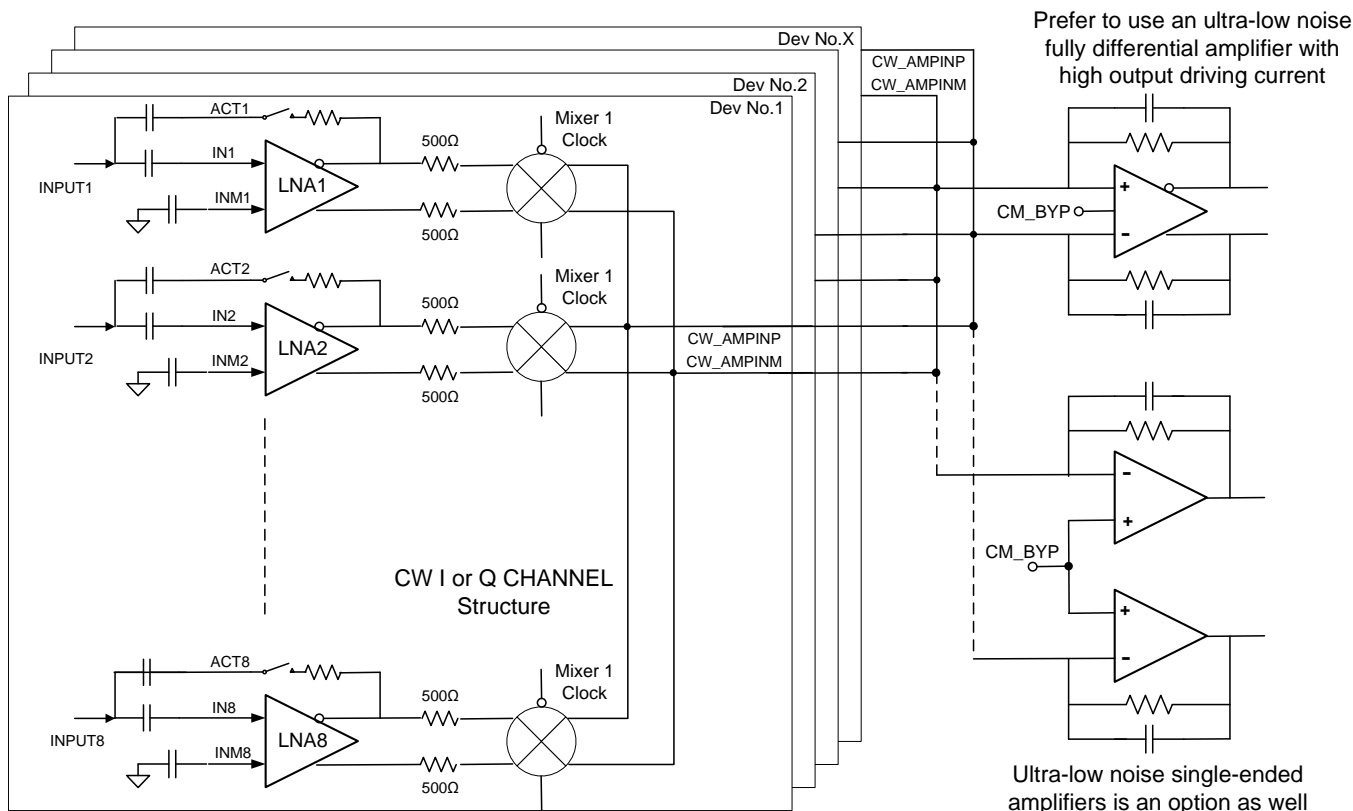 Dev No.X
Dev No.2
Dev No.1
CW_AMPINP
CW_AMPINM
Prefer to use an ultra-low noise
fully differential amplifier with
high output driving current
ACT1
500Ω
Mixer 1
Clock
IN1
INPUT1
LNA1
INM1
500Ω
+
CM_BYP
-
ACT2
500Ω
Mixer 1
Clock
IN2
INPUT2
LNA2
INM2
500Ω
CW_AMPINP
CW_AMPINM
-
+
CM_BYP
+
-
CW I or Q CHANNEL
Structure
ACT8
500Ω
Mixer 1
Clock
IN8
INPUT8
LNA8
INM8
500Ω
Ultra-low noise single-ended
amplifiers is an option as well